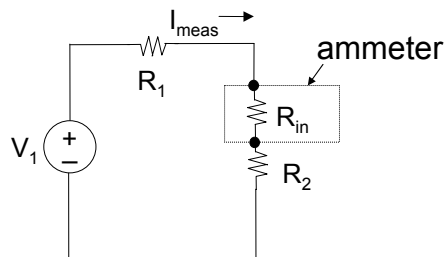 I_meas
ammeter
R_1
R_in
V_1
+
–
R_2